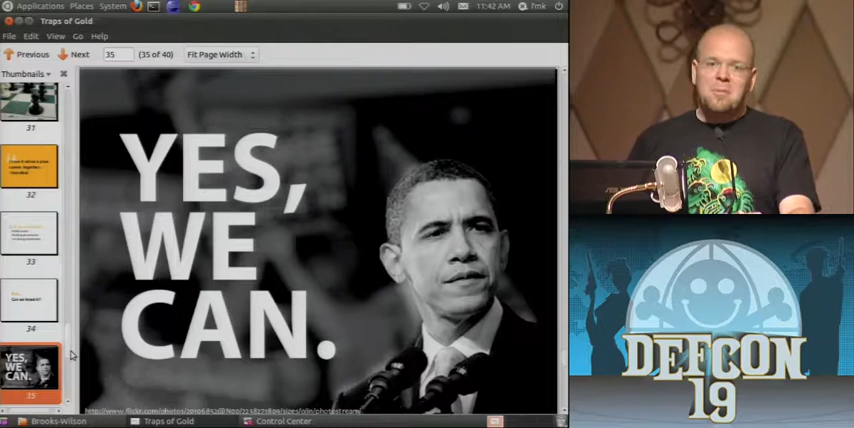 Applications Places System
11:42 AM
fmk
Traps of Gold
File Edit View Go Help
Previous Next 35 (35 of 40) Fit Page Width
Thumbnails
31
32
33
34
YES,
WE
CAN.
35
YES,
WE
CAN.
Brooks-Wilson Traps of Gold Control Center
DEFCON
19